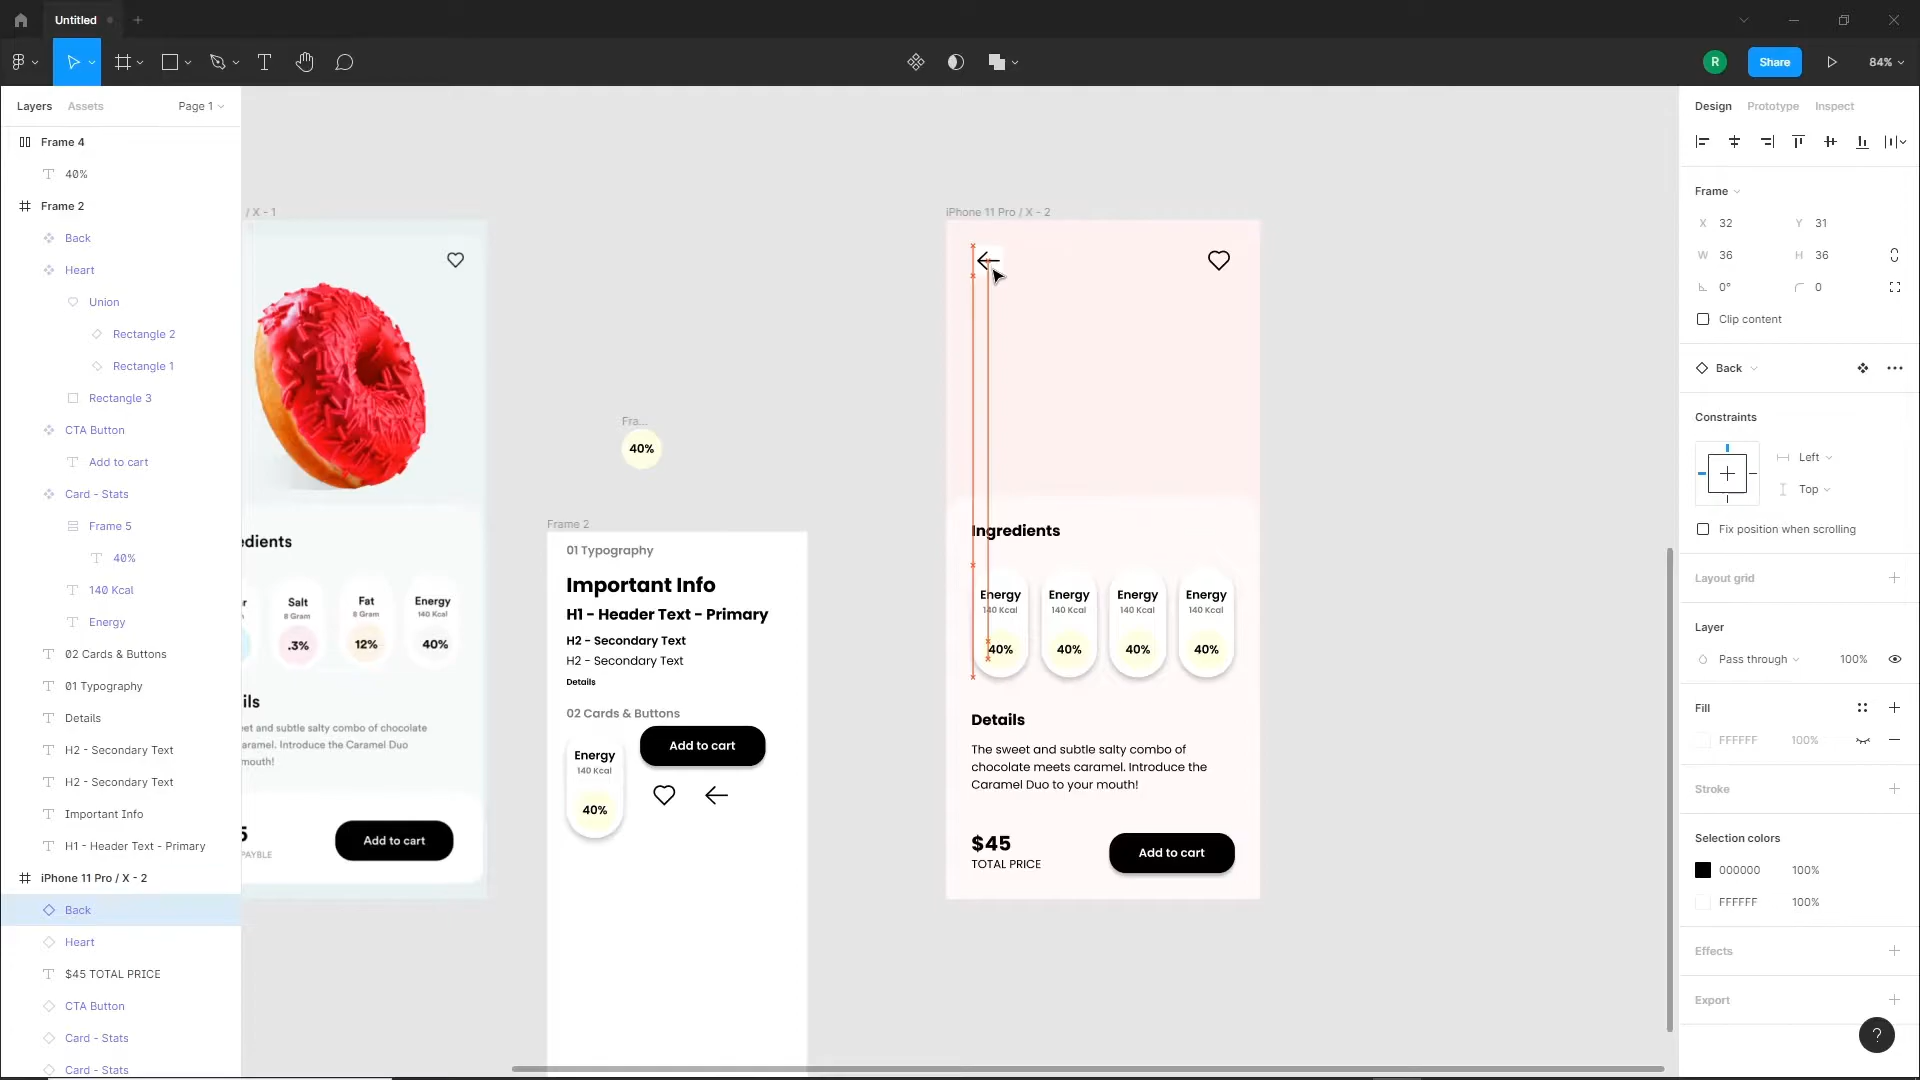 Untitled
R
Share
84%
Layers
Assets
Page 1
Frame 4
40%
Frame 2
Back
Heart
Union
Rectangle 2
Rectangle 1
Rectangle 3
CTA Button
Add to cart
Card - Stats
Frame 5
40%
140 Kcal
Energy
02 Cards & Buttons
01 Typography
Details
H2 - Secondary Text
H2 - Secondary Text
Important Info
H1 - Header Text - Primary
iPhone 11 Pro / X - 2
Back
Heart
$45 TOTAL PRICE
CTA Button
Card - Stats
Card - Stats
/ X - 1
edients
Salt
8 Gram
.3%
Fat
8 Gram
12%
Energy
140 Kcal
40%
ils
eet and subtle salty combo of chocolate
aramel. Introduce the Caramel Duo
mouth!
5
PAYBLE
Add to cart
Fra...
40%
Frame 2
01 Typography
Important Info
H1 - Header Text - Primary
H2 - Secondary Text
H2 - Secondary Text
Details
02 Cards & Buttons
Energy
140 Kcal
40%
Add to cart
iPhone 11 Pro / X - 2
Ingredients
Energy
140 Kcal
40%
Energy
140 Kcal
40%
Energy
140 Kcal
40%
Energy
140 Kcal
40%
Details
The sweet and subtle salty combo of
chocolate meets caramel. Introduce the
Caramel Duo to your mouth!
$45
TOTAL PRICE
Add to cart
Design
Prototype
Inspect
Frame
X 32 Y 31
W 36 H 36
0° 0
Clip content
Back
Constraints
Left
Top
Fix position when scrolling
Layout grid
Layer
Pass through 100%
Fill
FFFFFF 100%
Stroke
Selection colors
000000 100%
FFFFFF 100%
Effects
Export
?